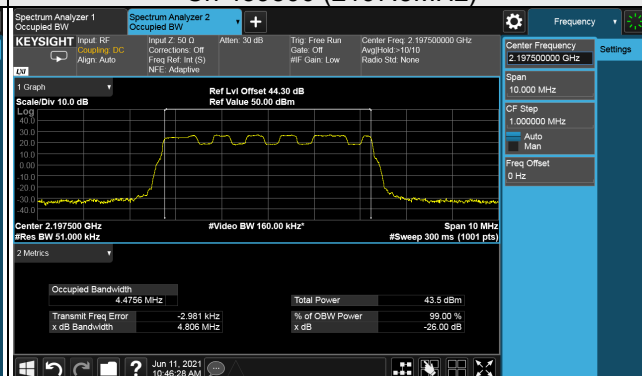 Spectrum Analyzer 1
Occupied BW
Spectrum Analyzer 2
Occupied BW
Frequency
KEYSIGHT
Input: RF
Coupling: DC
Align: Auto
Input Z: 50 Ω
Corrections: Off
Freq Ref: Int (S)
NFE: Adaptive
Atten: 30 dB
Trig: Free Run
Gate: Off
#IF Gain: Low
Center Freq: 2.197500000 GHz
Avg|Hold:>10/10
Radio Std: None
LXI
Center Frequency
2.197500000 GHz
Settings
Span
10.000 MHz
CF Step
1.000000 MHz
Auto
Man
Freq Offset
0 Hz
1 Graph
Scale/Div 10.0 dB
Ref Lvl Offset 44.30 dB
Ref Value 50.00 dBm
Log
40.0
30.0
20.0
10.0
0.00
-10.0
-20.0
-30.0
-40.0
Center 2.197500 GHz
#Res BW 51.000 kHz
#Video BW 160.00 kHz*
Span 10 MHz
#Sweep 300 ms (1001 pts)
2 Metrics
Occupied Bandwidth
4.4756 MHz
Total Power 43.5 dBm
Transmit Freq Error -2.981 kHz
% of OBW Power 99.00 %
x dB Bandwidth 4.806 MHz
x dB -26.00 dB
?
Jun 11, 2021
10:46:28 AM